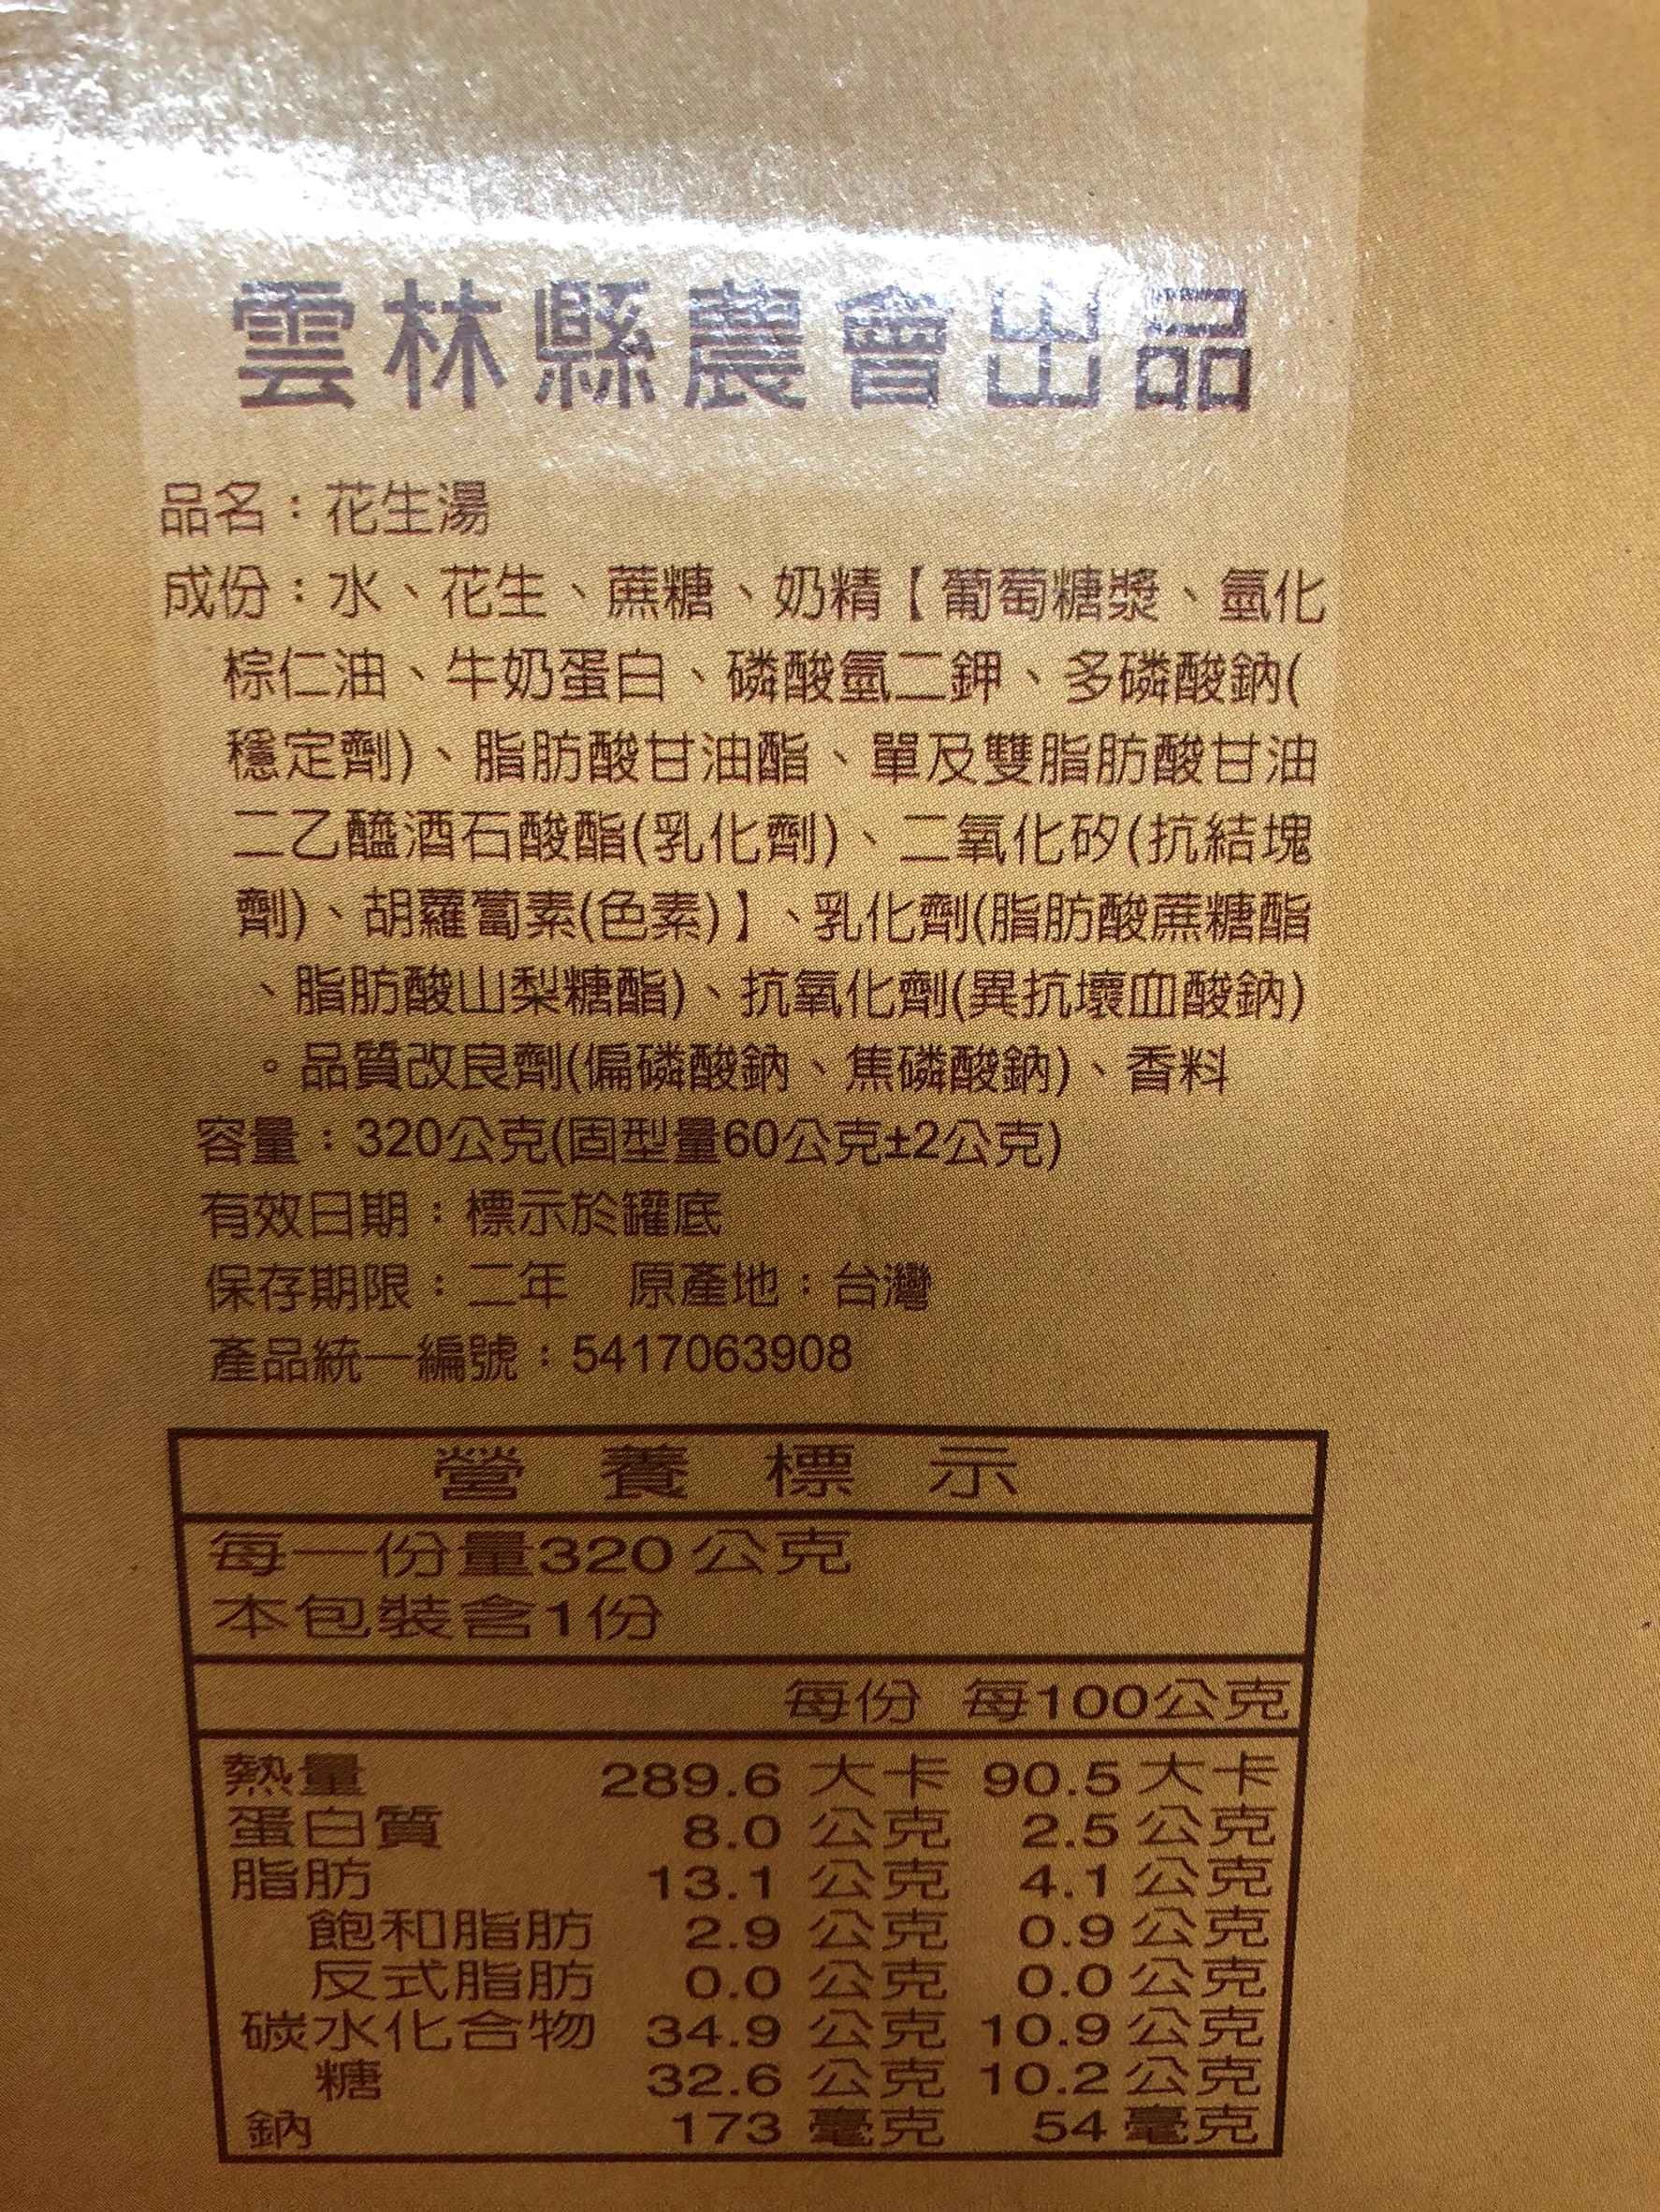 雲林縣農會出品
品名：花生湯
成份：水、花生、蔗糖、奶精【葡萄糖漿、氫化
棕仁油、牛奶蛋白、磷酸氫二鉀、多磷酸鈉(
穩定劑)、脂肪酸甘油酯、單及雙脂肪酸甘油
二乙醯酒石酸酯(乳化劑)、二氧化矽(抗結塊
劑)、胡蘿蔔素(色素)】、乳化劑(脂肪酸蔗糖酯
、脂肪酸山梨糖酯)、抗氧化劑(異抗壞血酸鈉)
。品質改良劑(偏磷酸鈉、焦磷酸鈉)、香料
容量：320公克(固型量60公克±2公克)
有效日期：標示於罐底
保存期限：二年 原產地：台灣
產品統一編號：5417063908
營養標示
每一份量320公克
本包裝含1份
每份 每100公克
熱量 289.6 大卡 90.5 大卡
蛋白質 8.0 公克 2.5 公克
脂肪 13.1 公克 4.1 公克
飽和脂肪 2.9 公克 0.9 公克
反式脂肪 0.0 公克 0.0 公克
碳水化合物 34.9 公克 10.9 公克
糖 32.6 公克 10.2 公克
鈉 173 毫克 54 毫克